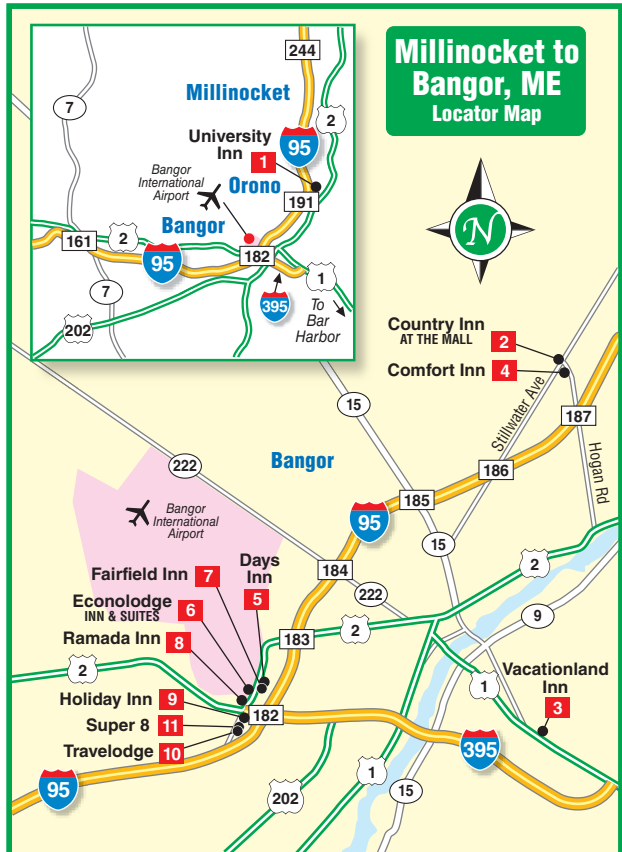 Millinocket to
Bangor, ME
Locator Map
N
244
7
Millinocket
2
University
Inn
1
95
Bangor
International
Airport
Orono
191
Bangor
161
2
182
95
1
7
395
To
Bar
Harbor
202
Country Inn
AT THE MALL
2
Comfort Inn
4
Stillwater Ave
15
187
Hogan Rd
222
Bangor
186
185
95
Bangor
International
Airport
15
Fairfield Inn
7
Days
Inn
5
184
2
Econolodge
INN & SUITES
6
222
9
Ramada Inn
8
183
2
2
Vacationland
Inn
3
1
Holiday Inn
9
182
Super 8
11
Travelodge
10
395
95
1
202
15